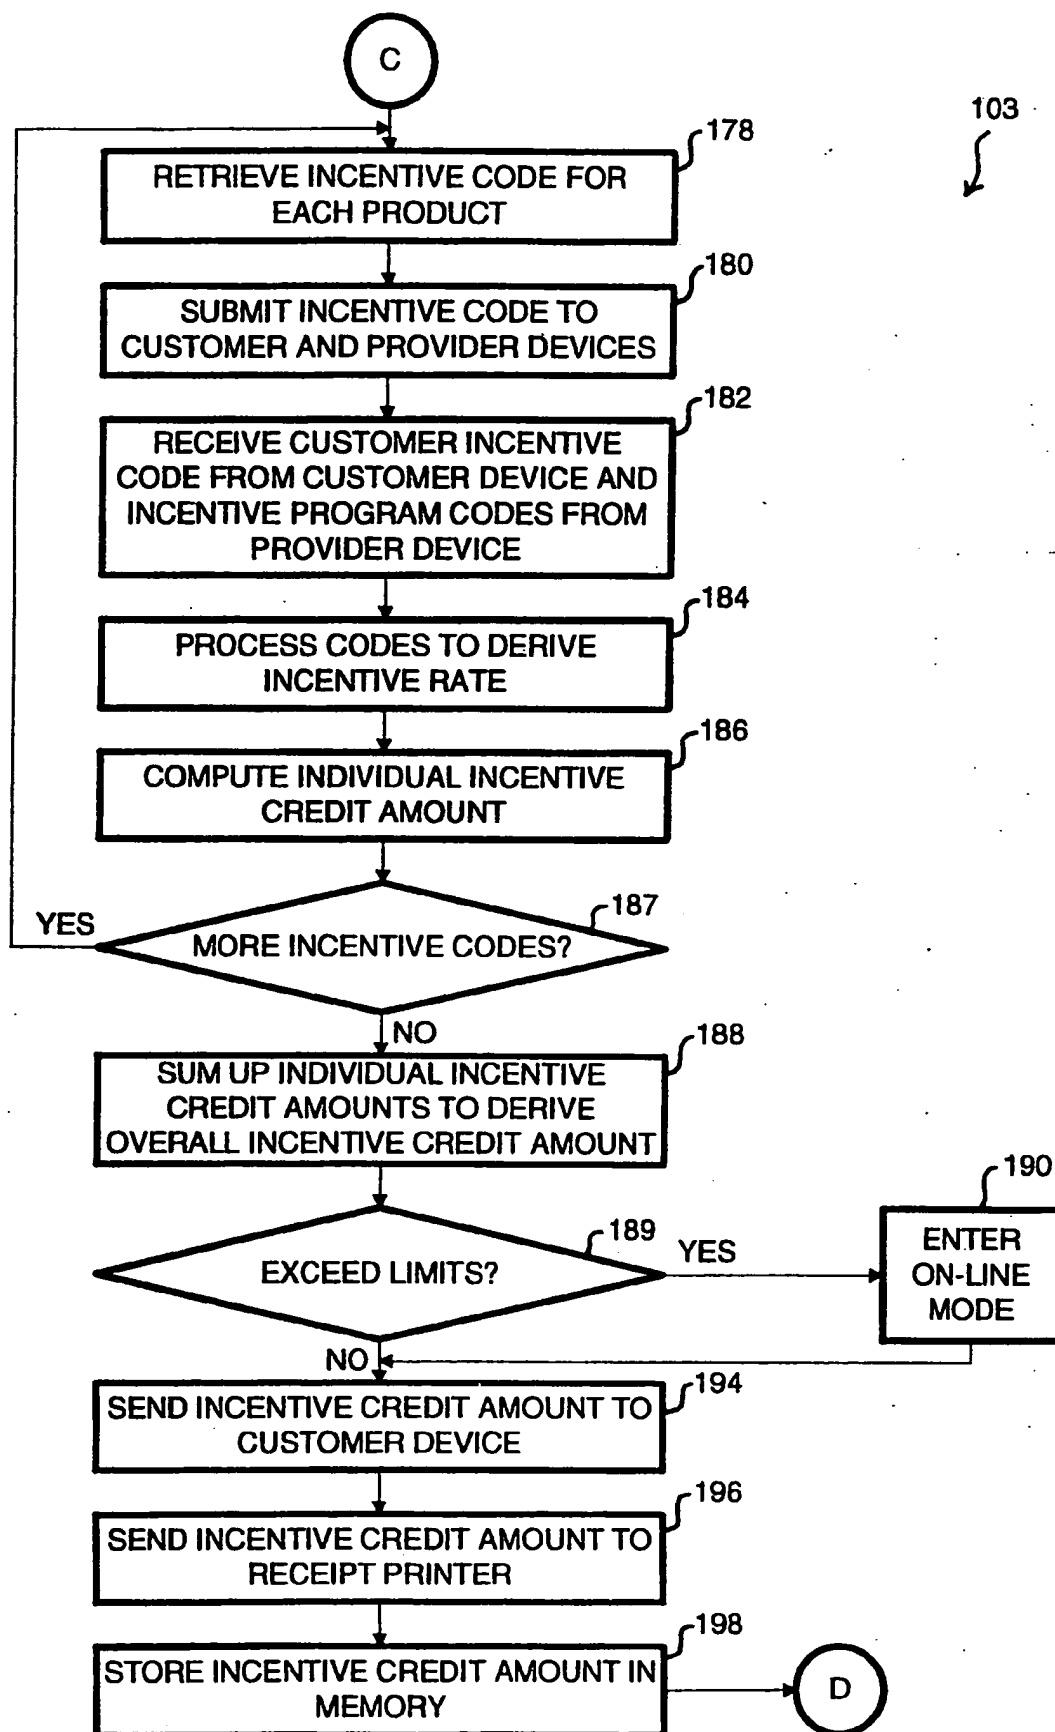 C
103
178
RETRIEVE INCENTIVE CODE FOR
EACH PRODUCT
180
SUBMIT INCENTIVE CODE TO
CUSTOMER AND PROVIDER DEVICES
182
RECEIVE CUSTOMER INCENTIVE
CODE FROM CUSTOMER DEVICE AND
INCENTIVE PROGRAM CODES FROM
PROVIDER DEVICE
184
PROCESS CODES TO DERIVE
INCENTIVE RATE
186
COMPUTE INDIVIDUAL INCENTIVE
CREDIT AMOUNT
187
YES
MORE INCENTIVE CODES?
NO
188
SUM UP INDIVIDUAL INCENTIVE
CREDIT AMOUNTS TO DERIVE
OVERALL INCENTIVE CREDIT AMOUNT
189
EXCEED LIMITS?
YES
190
ENTER
ON-LINE
MODE
NO
194
SEND INCENTIVE CREDIT AMOUNT TO
CUSTOMER DEVICE
196
SEND INCENTIVE CREDIT AMOUNT TO
RECEIPT PRINTER
198
STORE INCENTIVE CREDIT AMOUNT IN
MEMORY
D